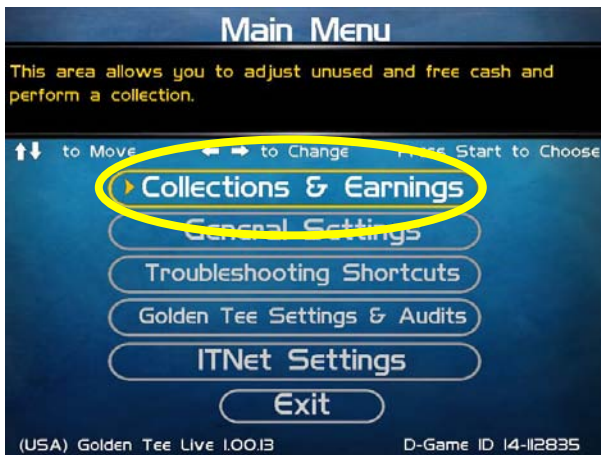 Main Menu
This area allows you to adjust unused and free cash and
perform a collection.
to Move to Change Press Start to Choose
Collections & Earnings
General Settings
Troubleshooting Shortcuts
Golden Tee Settings & Audits
ITNet Settings
Exit
(USA) Golden Tee Live 1.00.13 D-Game ID 14-112835